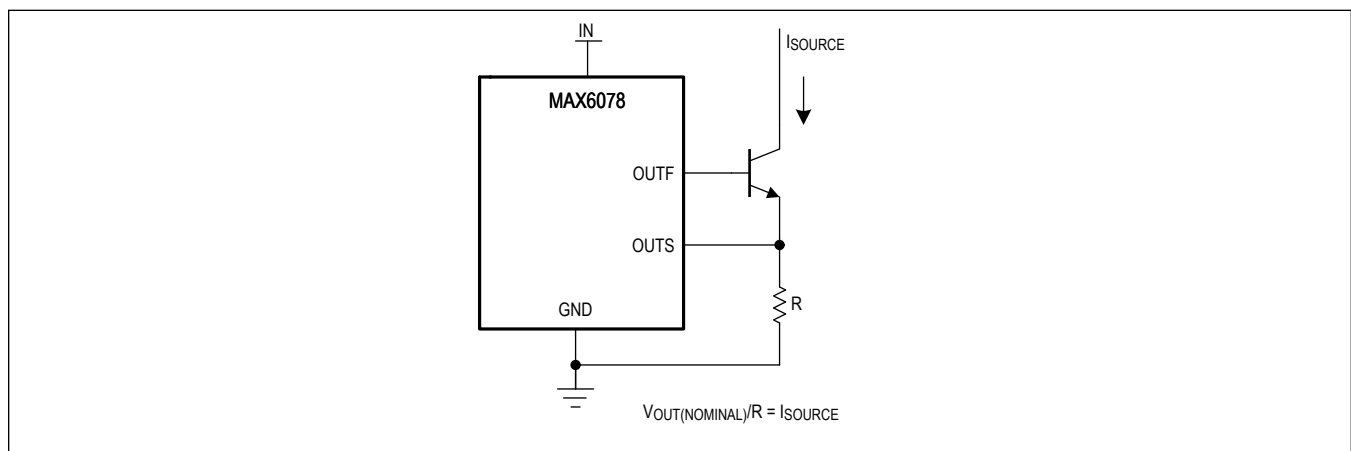 IN
ISOURCE
MAX6078
OUTF
OUTS
R
GND
VOUT(NOMINAL)/R = ISOURCE